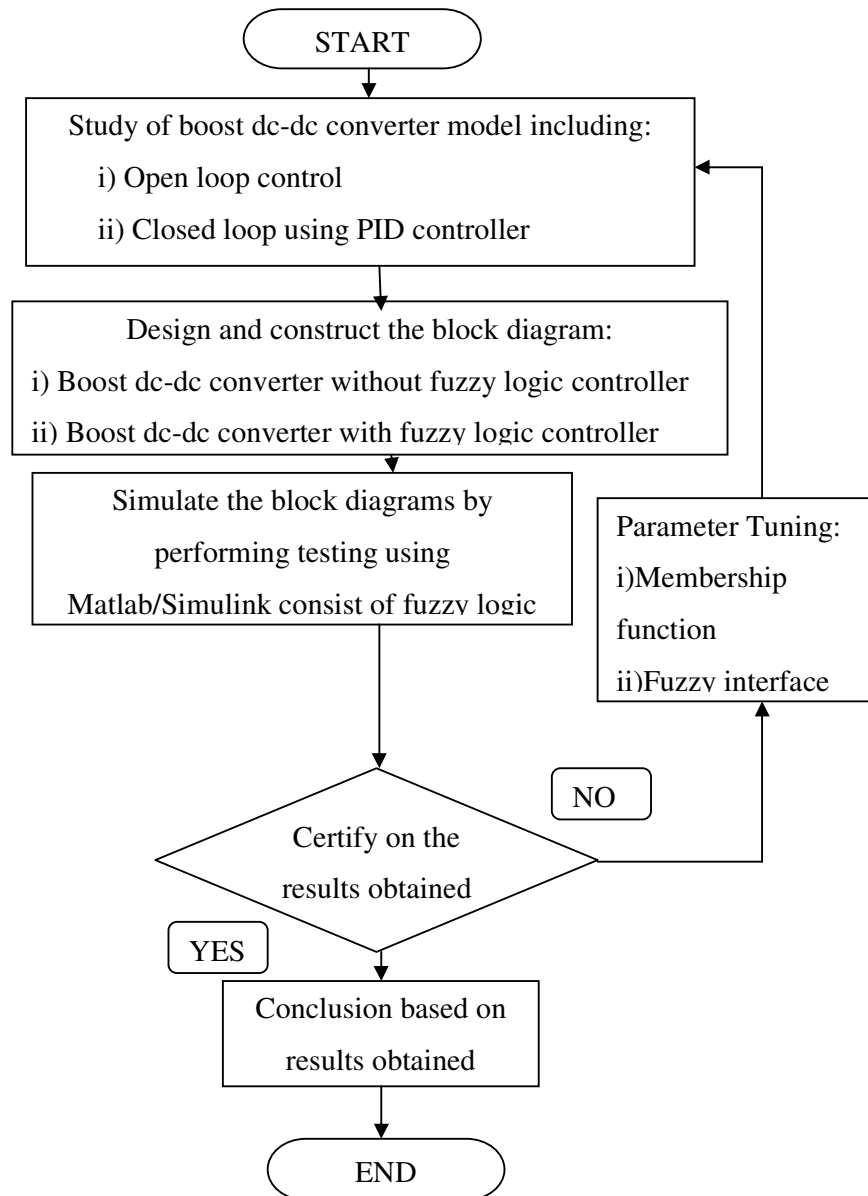 START
Study of boost dc-dc converter model including:
i) Open loop control
ii) Closed loop using PID controller
Design and construct the block diagram:
i) Boost dc-dc converter without fuzzy logic controller
ii) Boost dc-dc converter with fuzzy logic controller
Simulate the block diagrams by
performing testing using
Matlab/Simulink consist of fuzzy logic
Parameter Tuning:
i)Membership
function
ii)Fuzzy interface
NO
Certify on the
results obtained
YES
Conclusion based on
results obtained
END